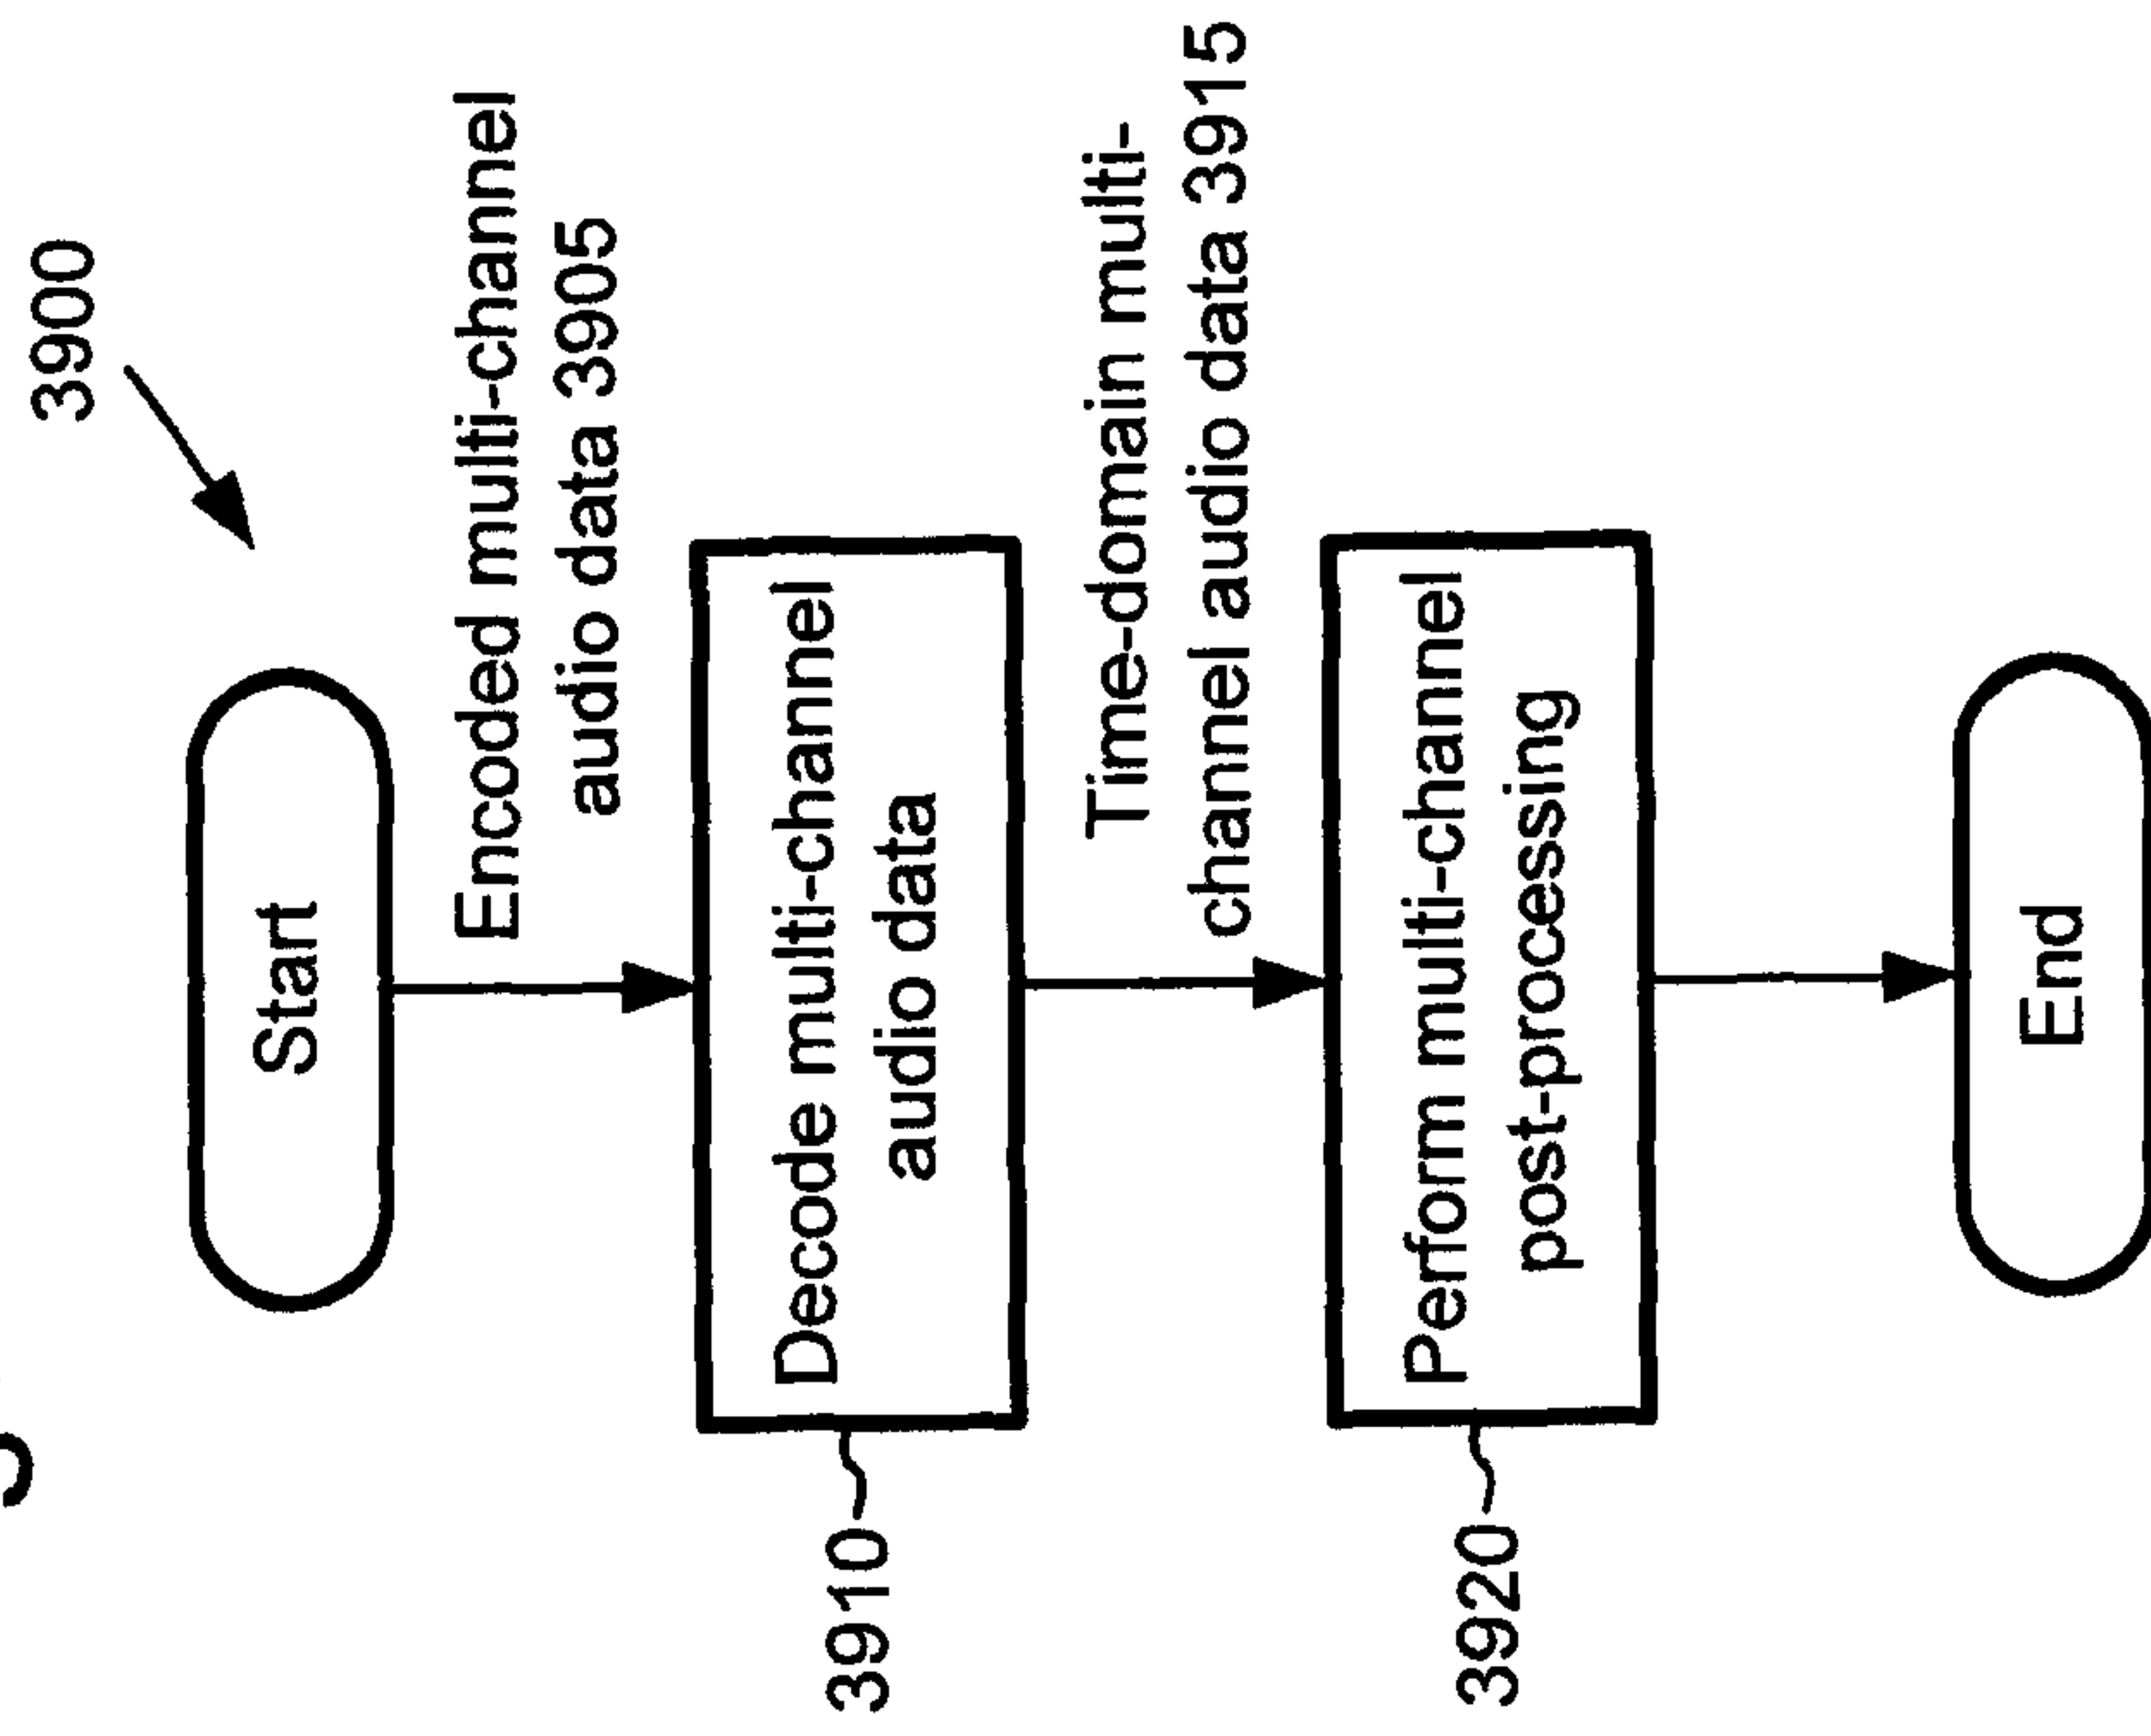 3900
Start
Encoded multi-channel
audio data 3905
Decode multi-channel
audio data
3910
Time-domain multi-
channel audio data 3915
Perform multi-channel
post-processing
3920
End